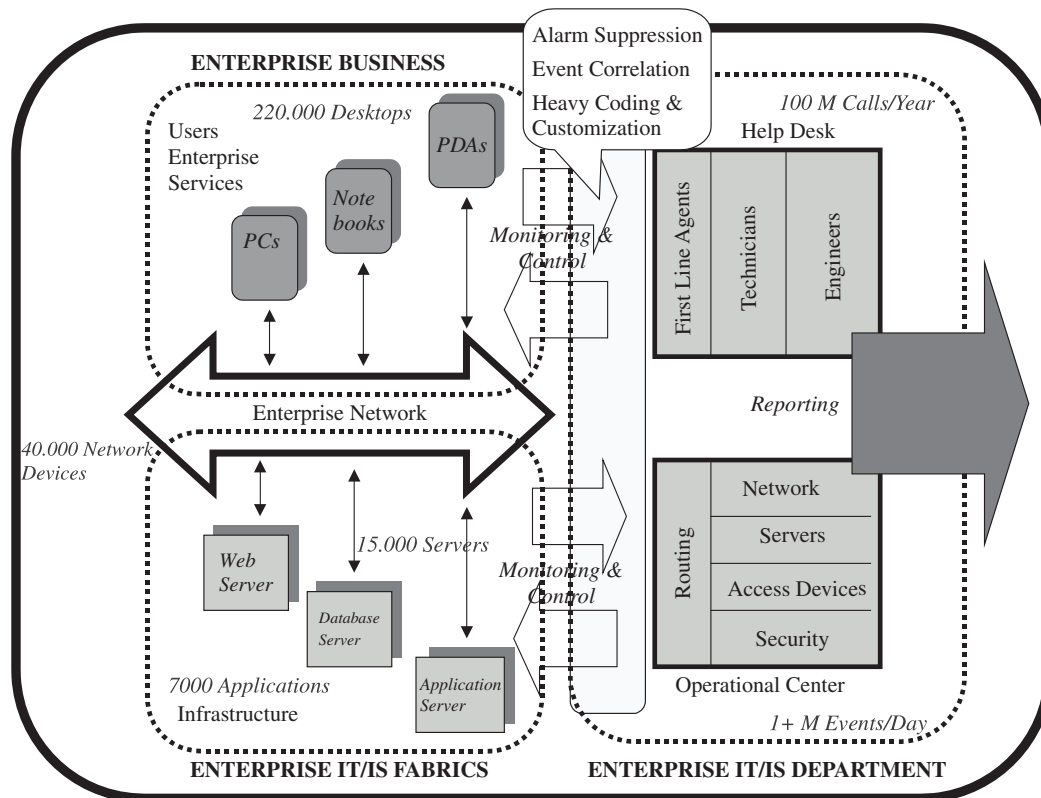 Alarm Suppression
Event Correlation
Heavy Coding &
Customization
ENTERPRISE BUSINESS
220.000 Desktops
Users
Enterprise
Services
PDAs
Note
books
PCs
Monitoring &
Control
100 M Calls/Year
Help Desk
First Line Agents
Technicians
Engineers
Enterprise Network
Reporting
40.000 Network
Devices
15.000 Servers
Web
Server
Database
Server
Application
Server
7000 Applications
Infrastructure
Monitoring &
Control
Routing
Network
Servers
Access Devices
Security
Operational Center
1+ M Events/Day
ENTERPRISE IT/IS FABRICS
ENTERPRISE IT/IS DEPARTMENT